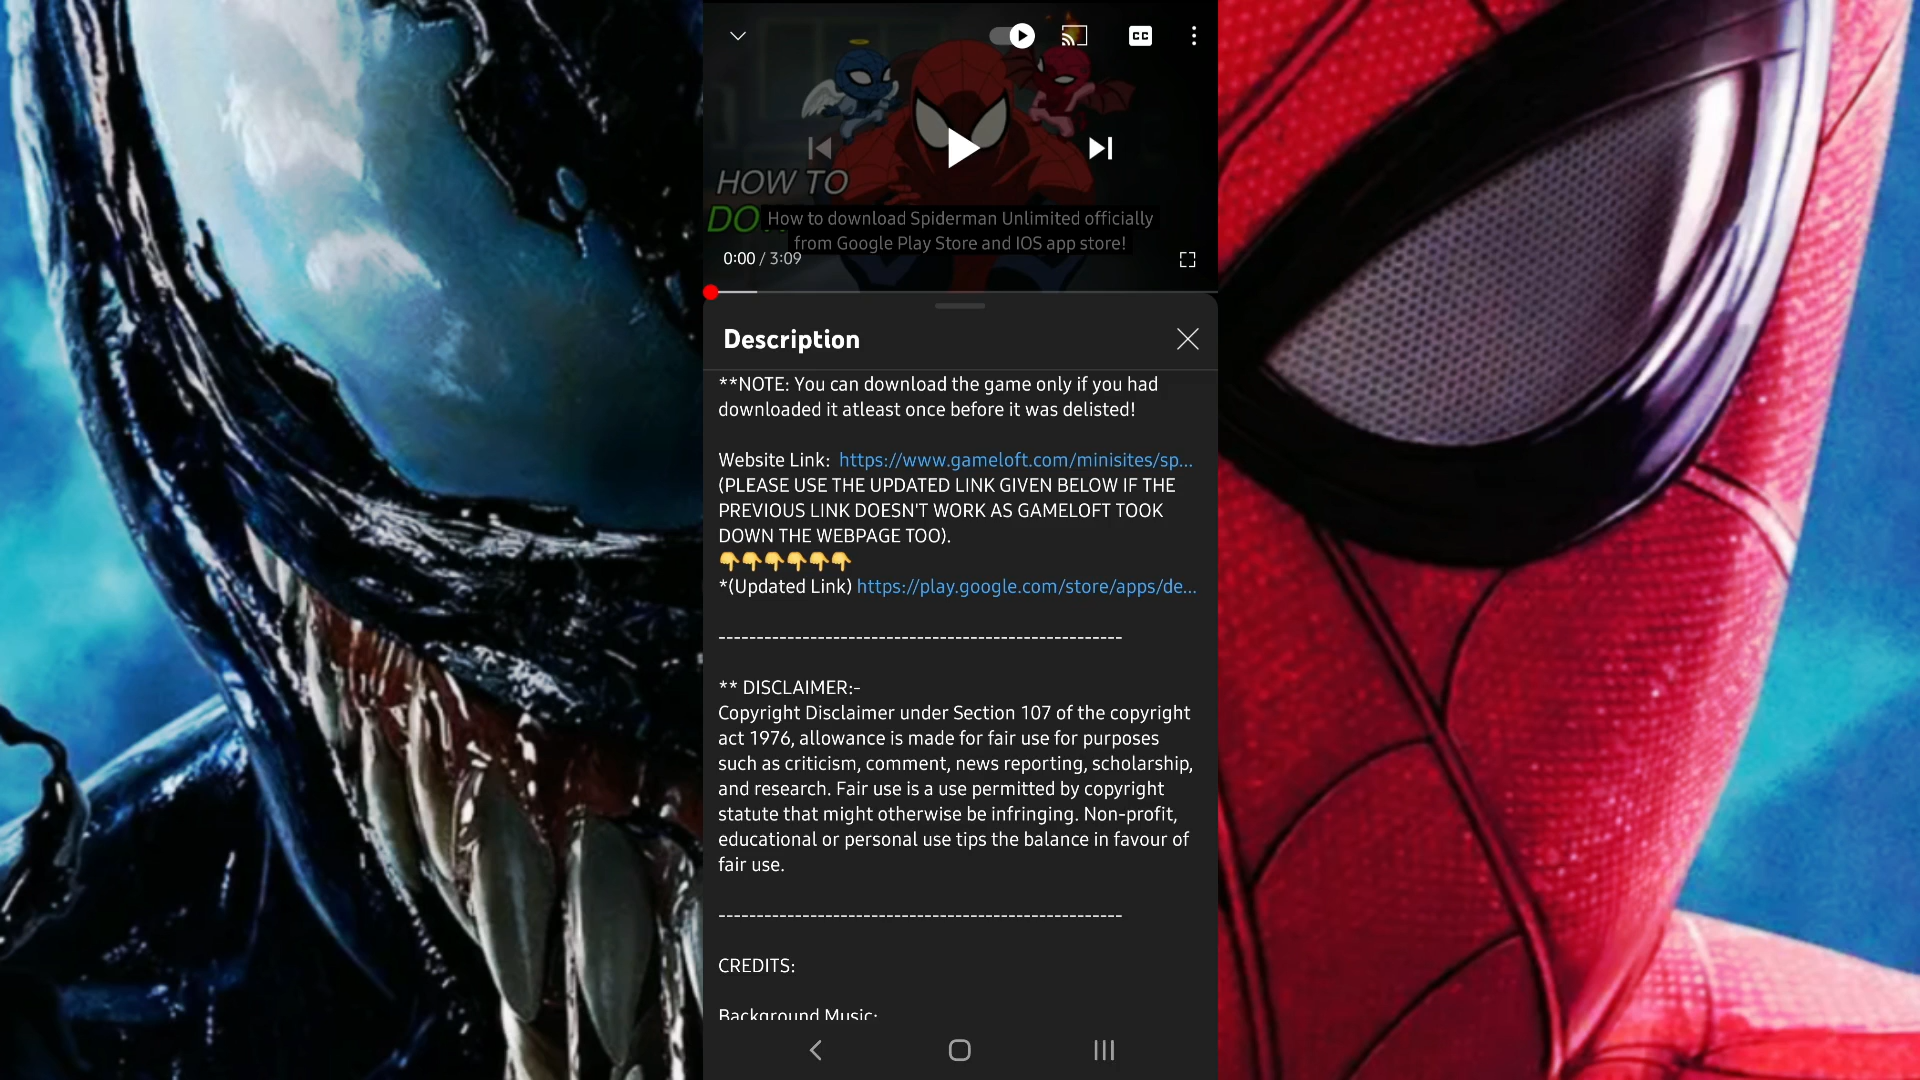 HOW TO
DO
How to download Spiderman Unlimited officially
from Google Play Store and IOS app store!
0:00 / 3:09
CC
Description
**NOTE: You can download the game only if you had
downloaded it atleast once before it was delisted!
Website Link: https://www.gameloft.com/minisites/sp...
(PLEASE USE THE UPDATED LINK GIVEN BELOW IF THE
PREVIOUS LINK DOESN'T WORK AS GAMELOFT TOOK
DOWN THE WEBPAGE TOO).
👇👇👇👇👇👇
*(Updated Link) https://play.google.com/store/apps/de...
-----------------------------------------------------
** DISCLAIMER:-
Copyright Disclaimer under Section 107 of the copyright
act 1976, allowance is made for fair use for purposes
such as criticism, comment, news reporting, scholarship,
and research. Fair use is a use permitted by copyright
statute that might otherwise be infringing. Non-profit,
educational or personal use tips the balance in favour of
fair use.
-----------------------------------------------------
CREDITS:
Background Music: